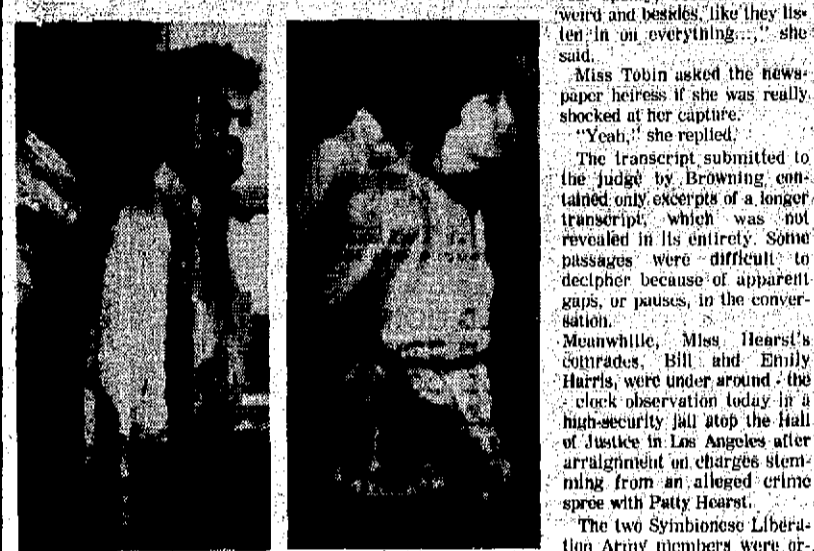 weird and besides, like they lis-
ten in on everything...," she
said.
Miss Tobin asked the news-
paper heiress if she was really
shocked at her capture.
"Yeah," she replied.
The transcript submitted to
the judge by Browning con-
tained only excerpts of a longer
transcript, which was not
revealed in its entirety. Some
passages were difficult to
decipher because of apparent
gaps, or pauses, in the conver-
sation.
Meanwhile, Miss Hearst's
comrades, Bill and Emily
Harris, were under around - the
- clock observation today in a
high-security jail atop the Hall
of Justice in Los Angeles after
arraignment on charges stem-
ming from an alleged crime
spree with Patty Hearst.
The two Symbionese Libera-
tion Army members were ar-